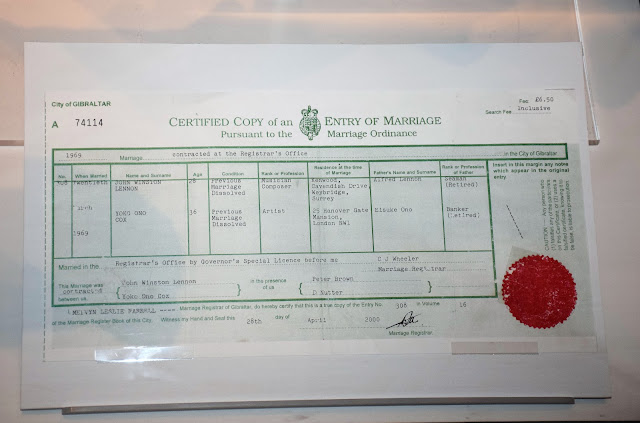 City of GIBRALTAR
Fee £6.50
Search Fee Inclusive
A 74114
CERTIFIED COPY of an ENTRY OF MARRIAGE
Pursuant to the Marriage Ordinance
1969 Marriage contracted at the Registrar's Office in the City of Gibraltar
No. When Married Name and Surname Age Condition Rank or Profession Residence at the time of Marriage Father's Name and Surname Rank or Profession of Father
Insert in this margin any notes which appear in the original entry
Twentieth JOHN WINSTON LENNON 28 Previous Marriage Dissolved Musician Composer Kenwood, Cavendish Drive, Weybridge, Surrey Alfred Lennon Seaman (Retired)
1969 YOKO ONO COX 36 Previous Marriage Dissolved Artist 25 Hanover Gate Mansion, London NW1 Eisuke Ono Banker (Retired)
Married in the Registrar's Office by Governor's Special Licence before me C J Wheeler
Marriage Registrar
This Marriage was contracted between us, John Winston Lennon Yoko Ono Cox in the presence of us Peter Brown D Nutter
I MELVYN LESLIE FARRELL Marriage Registrar of Gibraltar, do hereby certify that this is a true copy of the Entry No. 308 in Volume 16
of the Marriage Register Book of this City. Witness my Hand and Seal this 28th day of April 2000
Marriage Registrar.